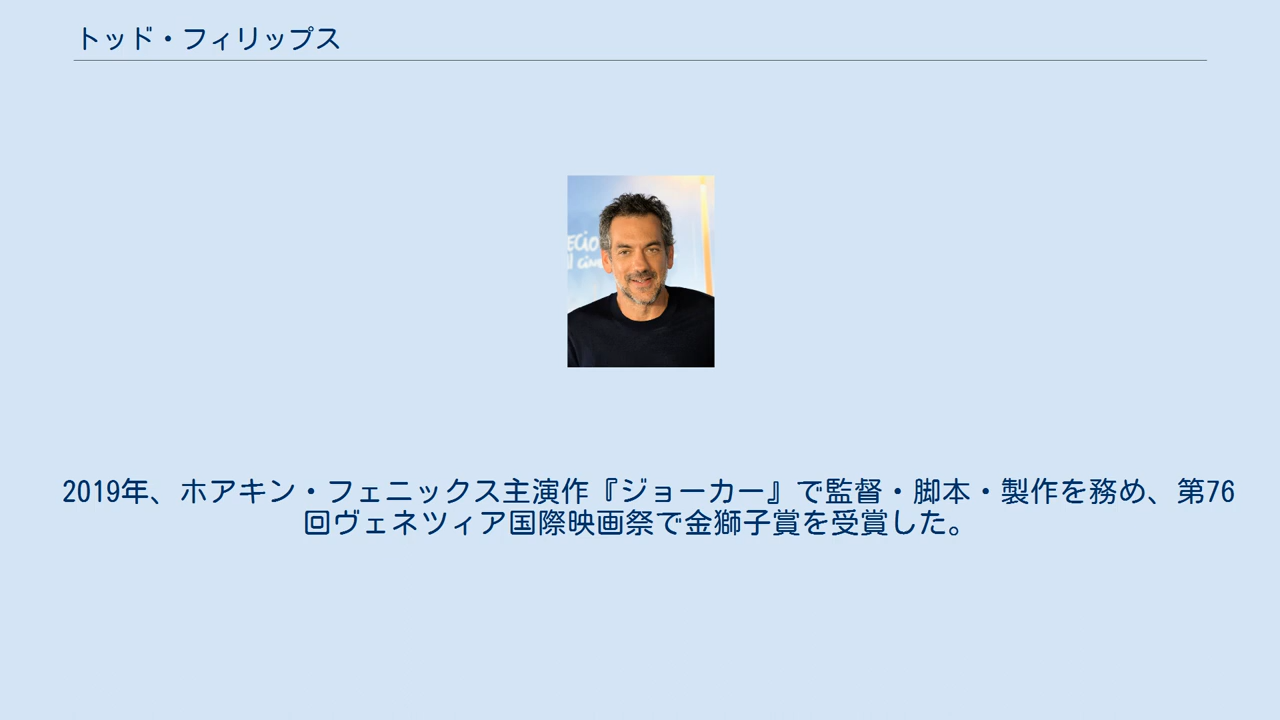 トッド・フィリップス
ECIO
CINE
2019年、ホアキン・フェニックス主演作『ジョーカー』で監督・脚本・製作を務め、第76
回ヴェネツィア国際映画祭で金獅子賞を受賞した。